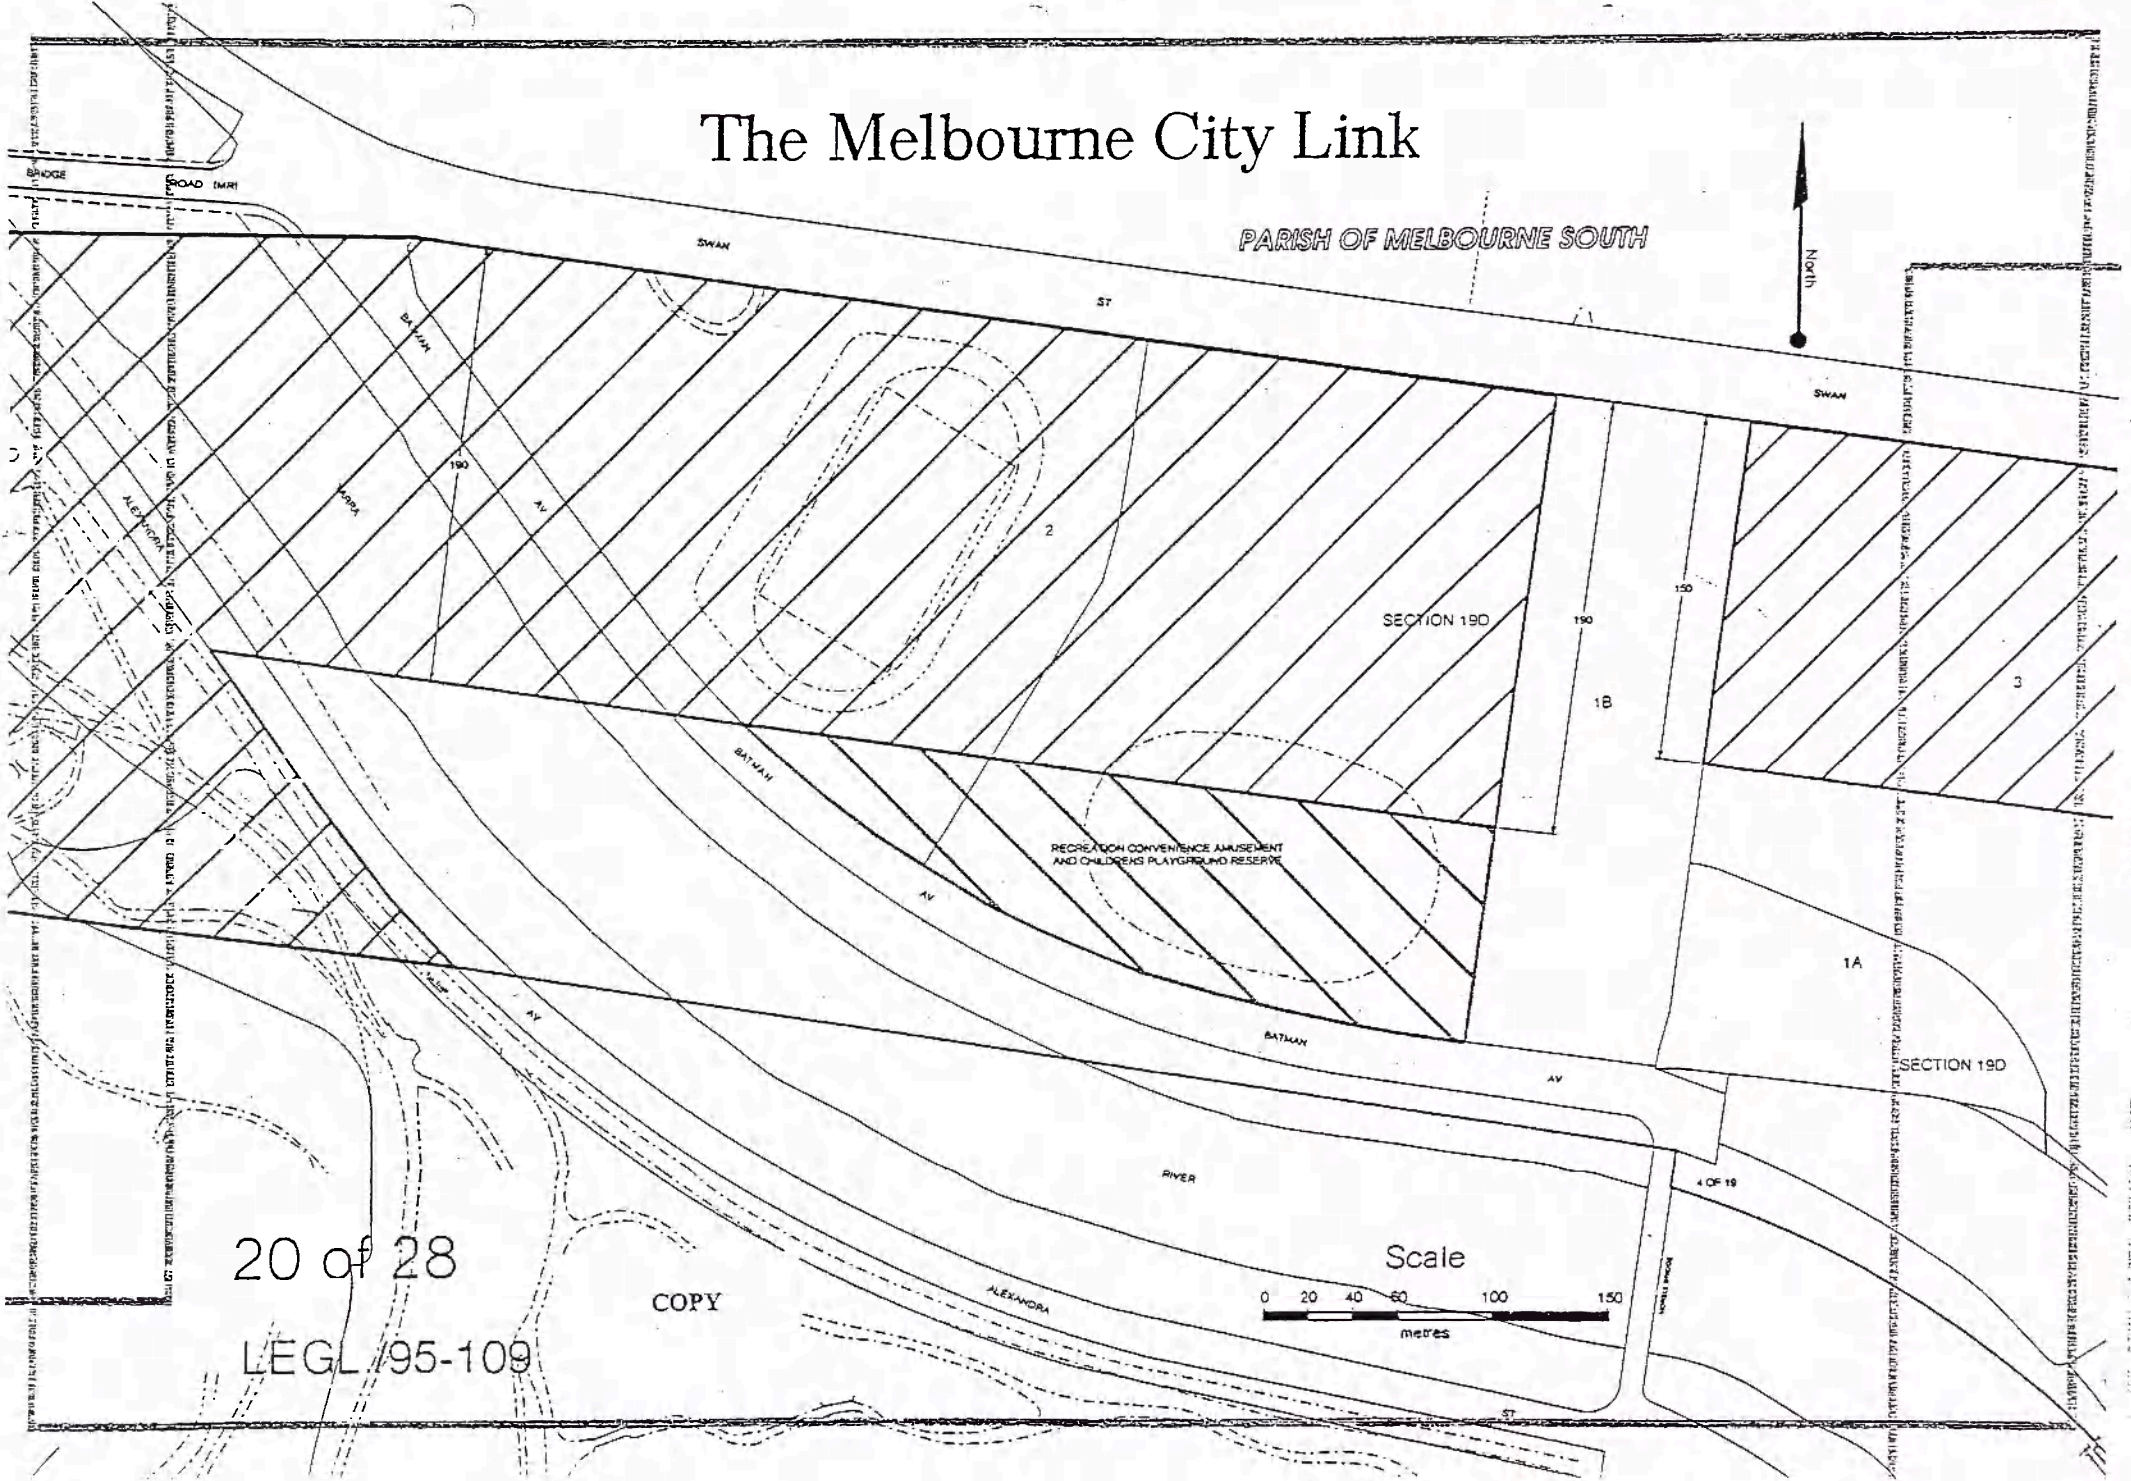 The Melbourne City Link
BRIDGE
ROAD (MR)
SWAN
PARISH OF MELBOURNE SOUTH
North
ST
BATMAN
SWAN
190
AV
YARRA
ALEXANDRA
2
SECTION 19D
190
150
1B
3
BATMAN
RECREATION CONVENIENCE AMUSEMENT
AND CHILDRENS PLAYGROUND RESERVE
AV
1A
AV
BATMAN
AV
SECTION 19D
RIVER
4 OF 19
20 of 28
Scale
ALEXANDRA
COPY
0 20 40 60 100 150
metres
LEGL./95-109
ST